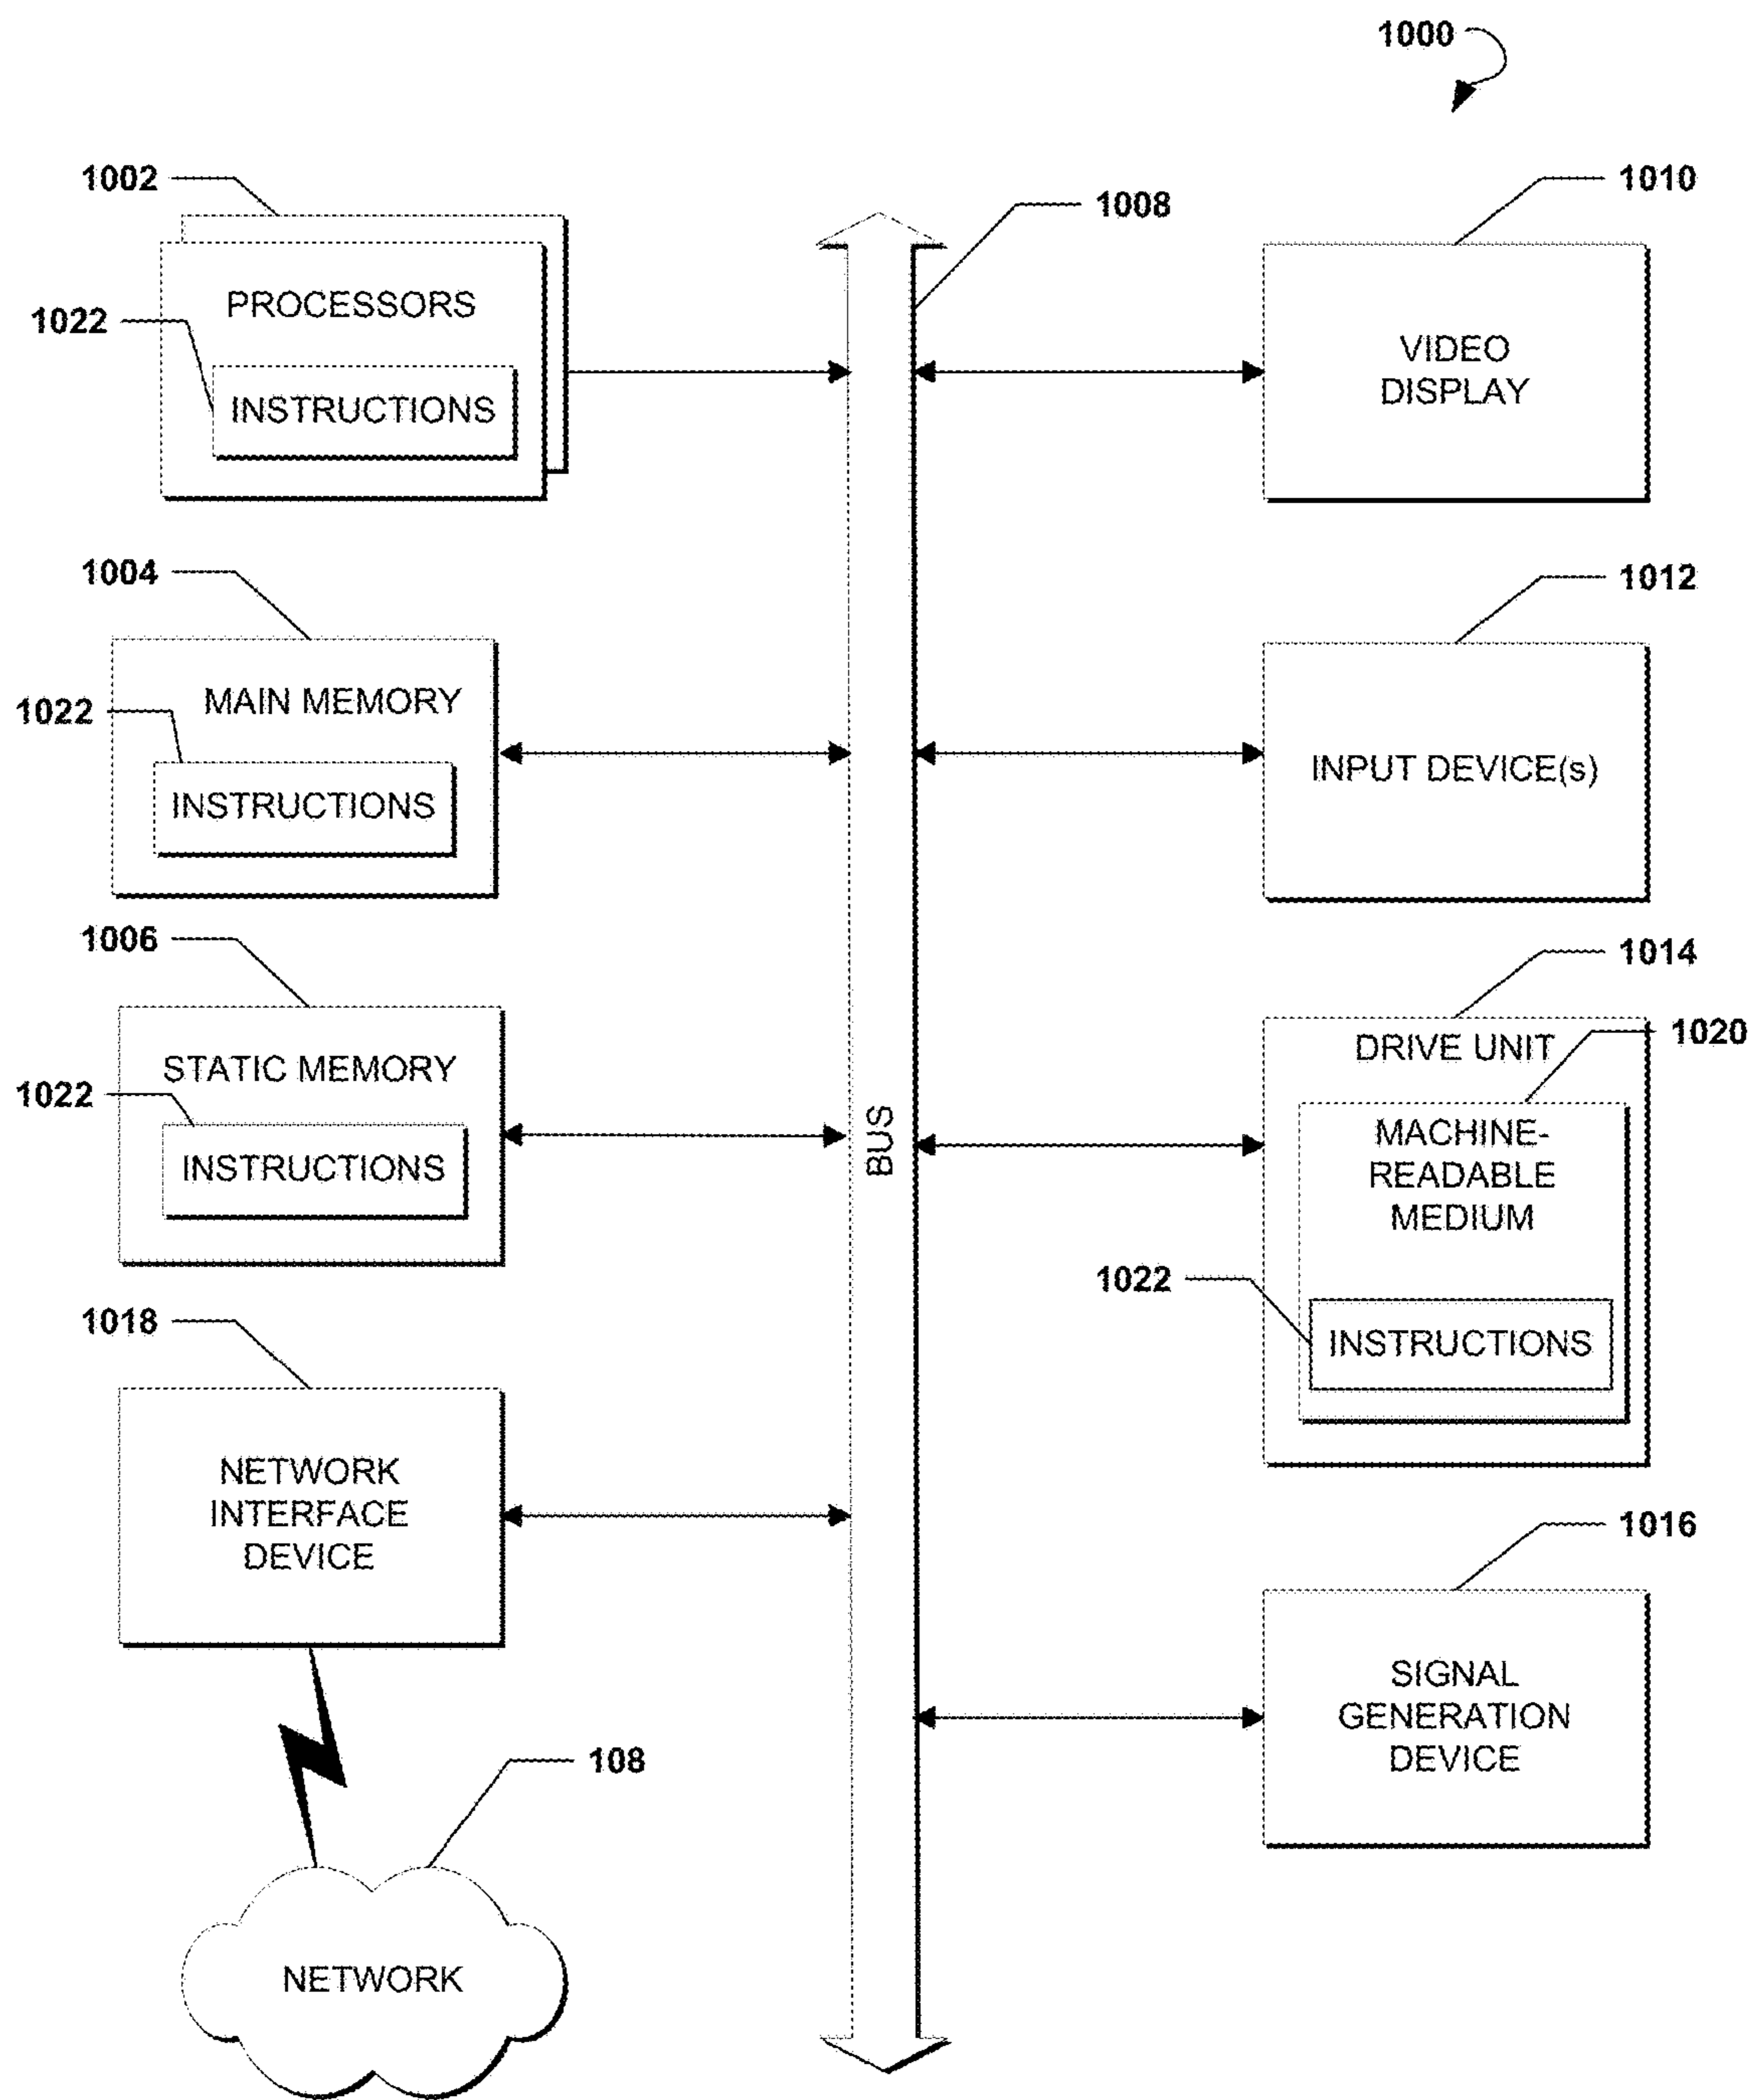 1000
1002
PROCESSORS
1022
INSTRUCTIONS
1004
MAIN MEMORY
1022
INSTRUCTIONS
1006
STATIC MEMORY
1022
INSTRUCTIONS
1018
NETWORK
INTERFACE
DEVICE
108
NETWORK
1008
BUS
1010
VIDEO
DISPLAY
1012
INPUT DEVICE(s)
1014
DRIVE UNIT
1020
MACHINE-
READABLE
MEDIUM
1022
INSTRUCTIONS
1016
SIGNAL
GENERATION
DEVICE